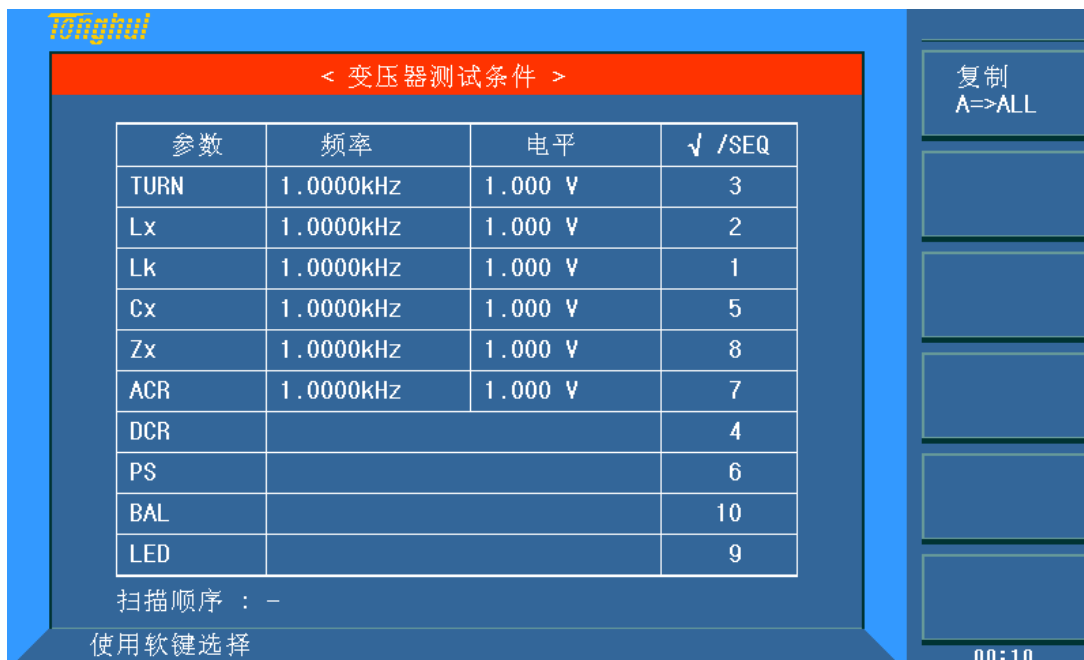 Tonghui
< 变压器测试条件 >
复制
A=>ALL
参数 频率 电平 √ /SEQ
TURN 1.0000kHz 1.000 V 3
Lx 1.0000kHz 1.000 V 2
Lk 1.0000kHz 1.000 V 1
Cx 1.0000kHz 1.000 V 5
Zx 1.0000kHz 1.000 V 8
ACR 1.0000kHz 1.000 V 7
DCR 4
PS 6
BAL 10
LED 9
扫描顺序 : -
使用软键选择
00:10